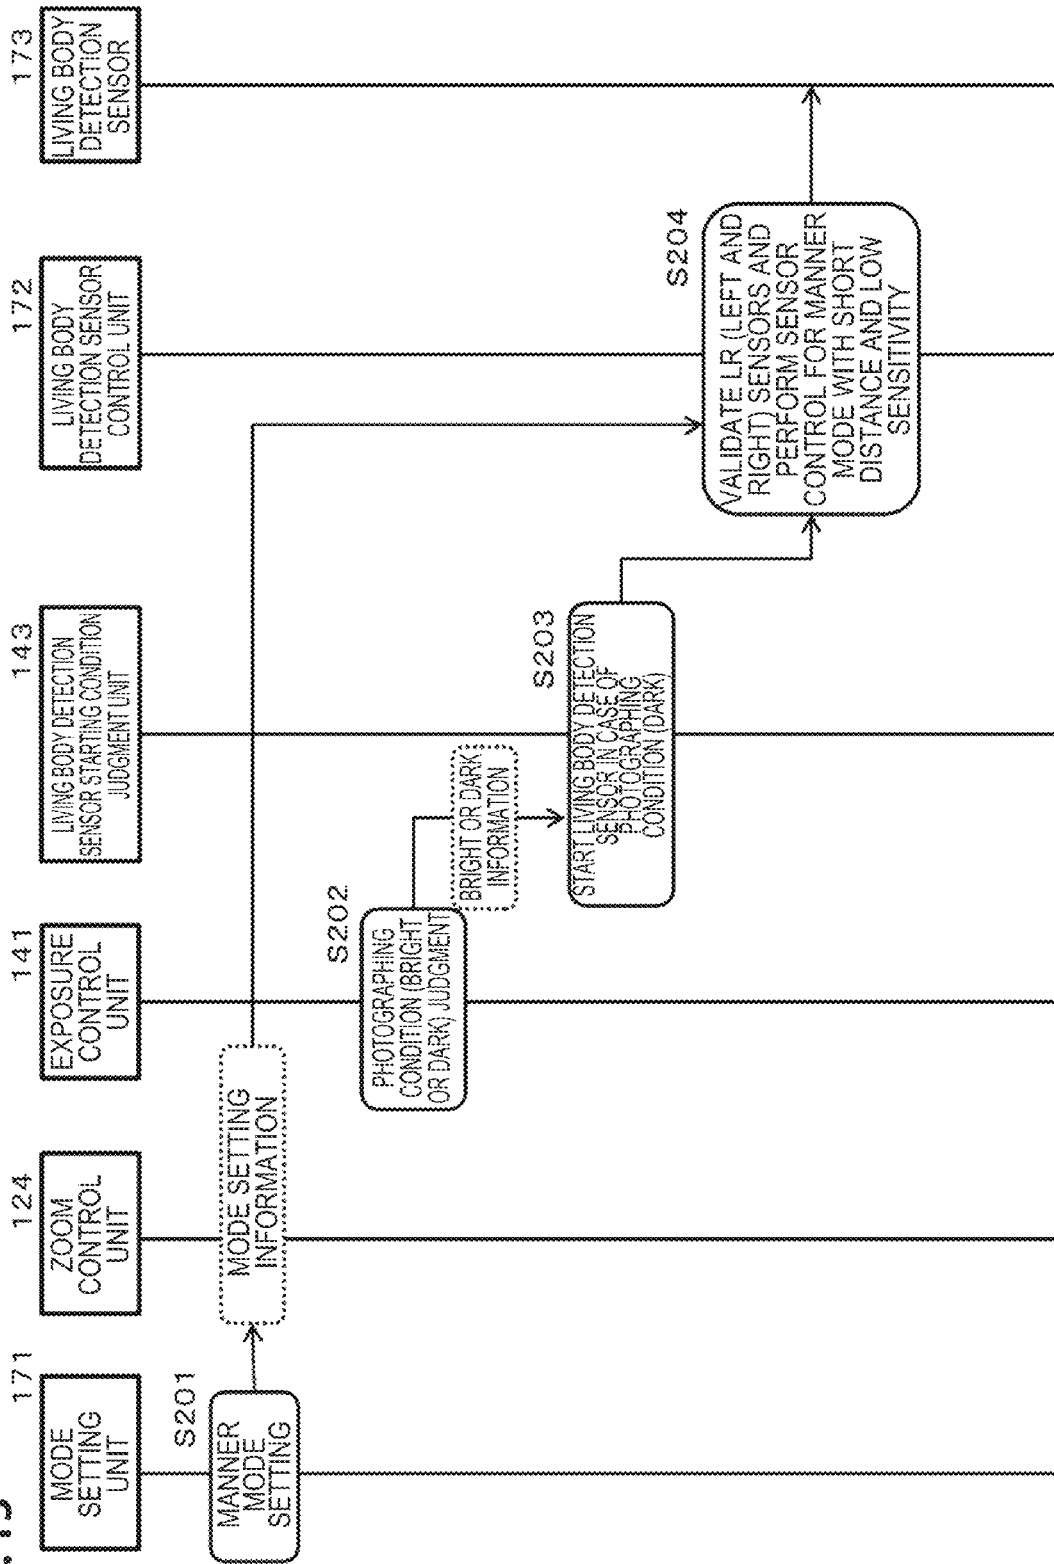 171
MODE
SETTING
UNIT
124
ZOOM
CONTROL
UNIT
141
EXPOSURE
CONTROL
UNIT
143
LIVING BODY DETECTION
SENSOR STARTING CONDITION
JUDGMENT UNIT
172
LIVING BODY
DETECTION SENSOR
CONTROL UNIT
173
LIVING BODY
DETECTION
SENSOR
S201
MANNER
MODE
SETTING
MODE SETTING
INFORMATION
S202
PHOTOGRAPHING
CONDITION (BRIGHT
OR DARK) JUDGMENT
BRIGHT OR DARK
INFORMATION
S203
START LIVING BODY DETECTION
SENSOR IN CASE OF
PHOTOGRAPHING
CONDITION (DARK)
S204
VALIDATE LR (LEFT AND
RIGHT) SENSORS AND
PERFORM SENSOR
CONTROL FOR MANNER
MODE WITH SHORT
DISTANCE AND LOW
SENSITIVITY